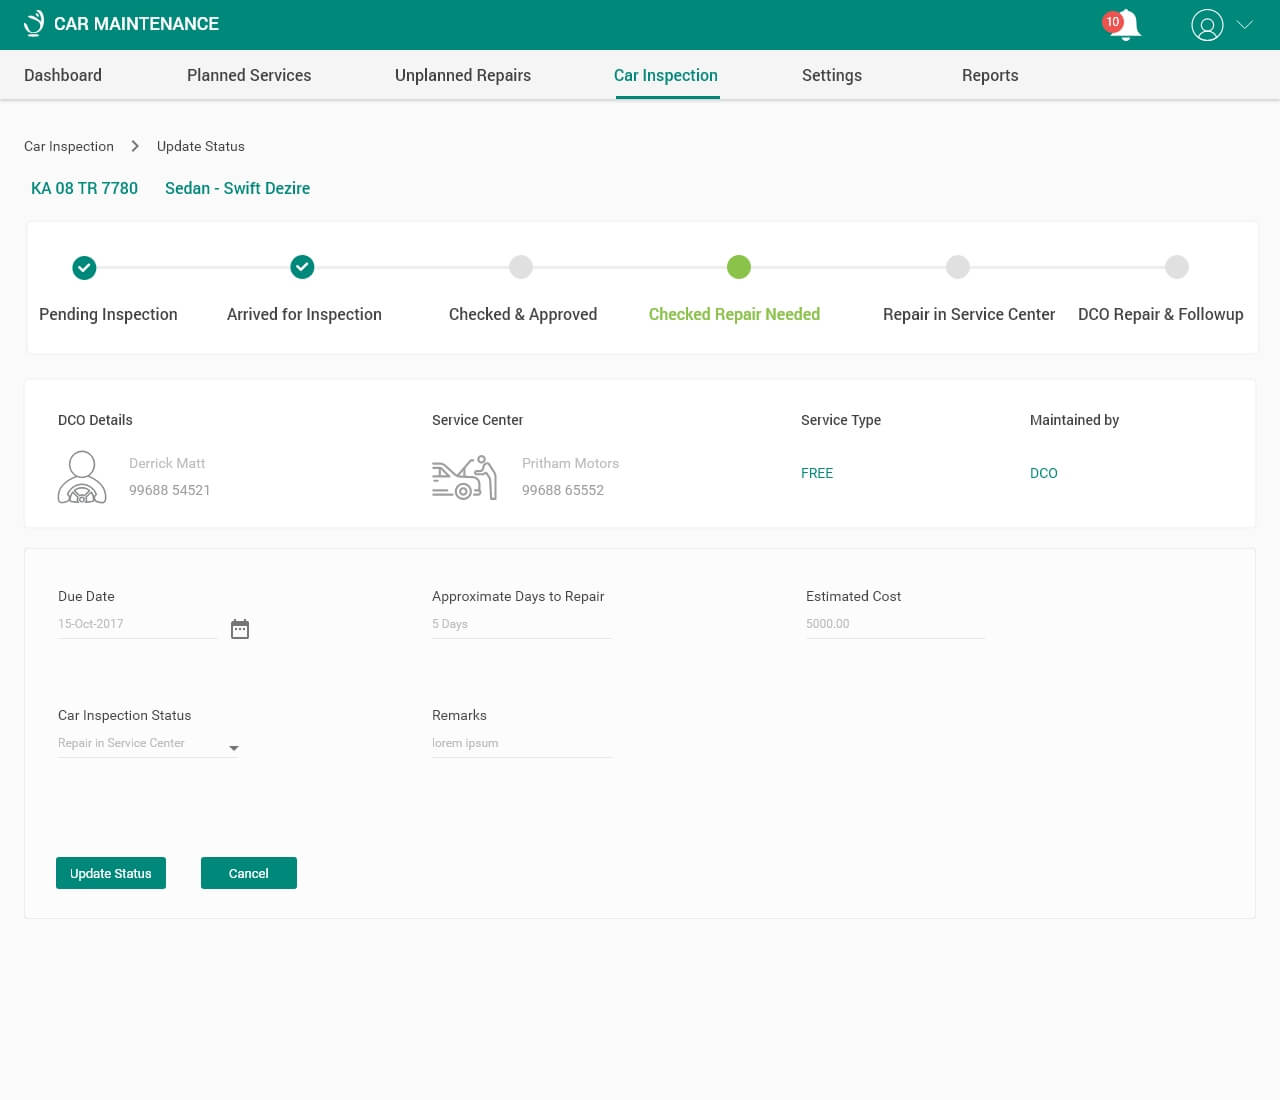 CAR MAINTENANCE
10
Dashboard Planned Services Unplanned Repairs Car Inspection Settings Reports
Car Inspection Update Status
KA 08 TR 7780 Sedan - Swift Dezire
Pending Inspection Arrived for Inspection Checked & Approved Checked Repair Needed Repair in Service Center DCO Repair & Followup
DCO Details Service Center Service Type Maintained by
Derrick Matt Pritham Motors
FREE DCO
99688 54521 99688 65552
Due Date Approximate Days to Repair Estimated Cost
15-Oct-2017 5 Days 5000.00
Car Inspection Status Remarks
Repair in Service Center lorem ipsum
Update Status Cancel